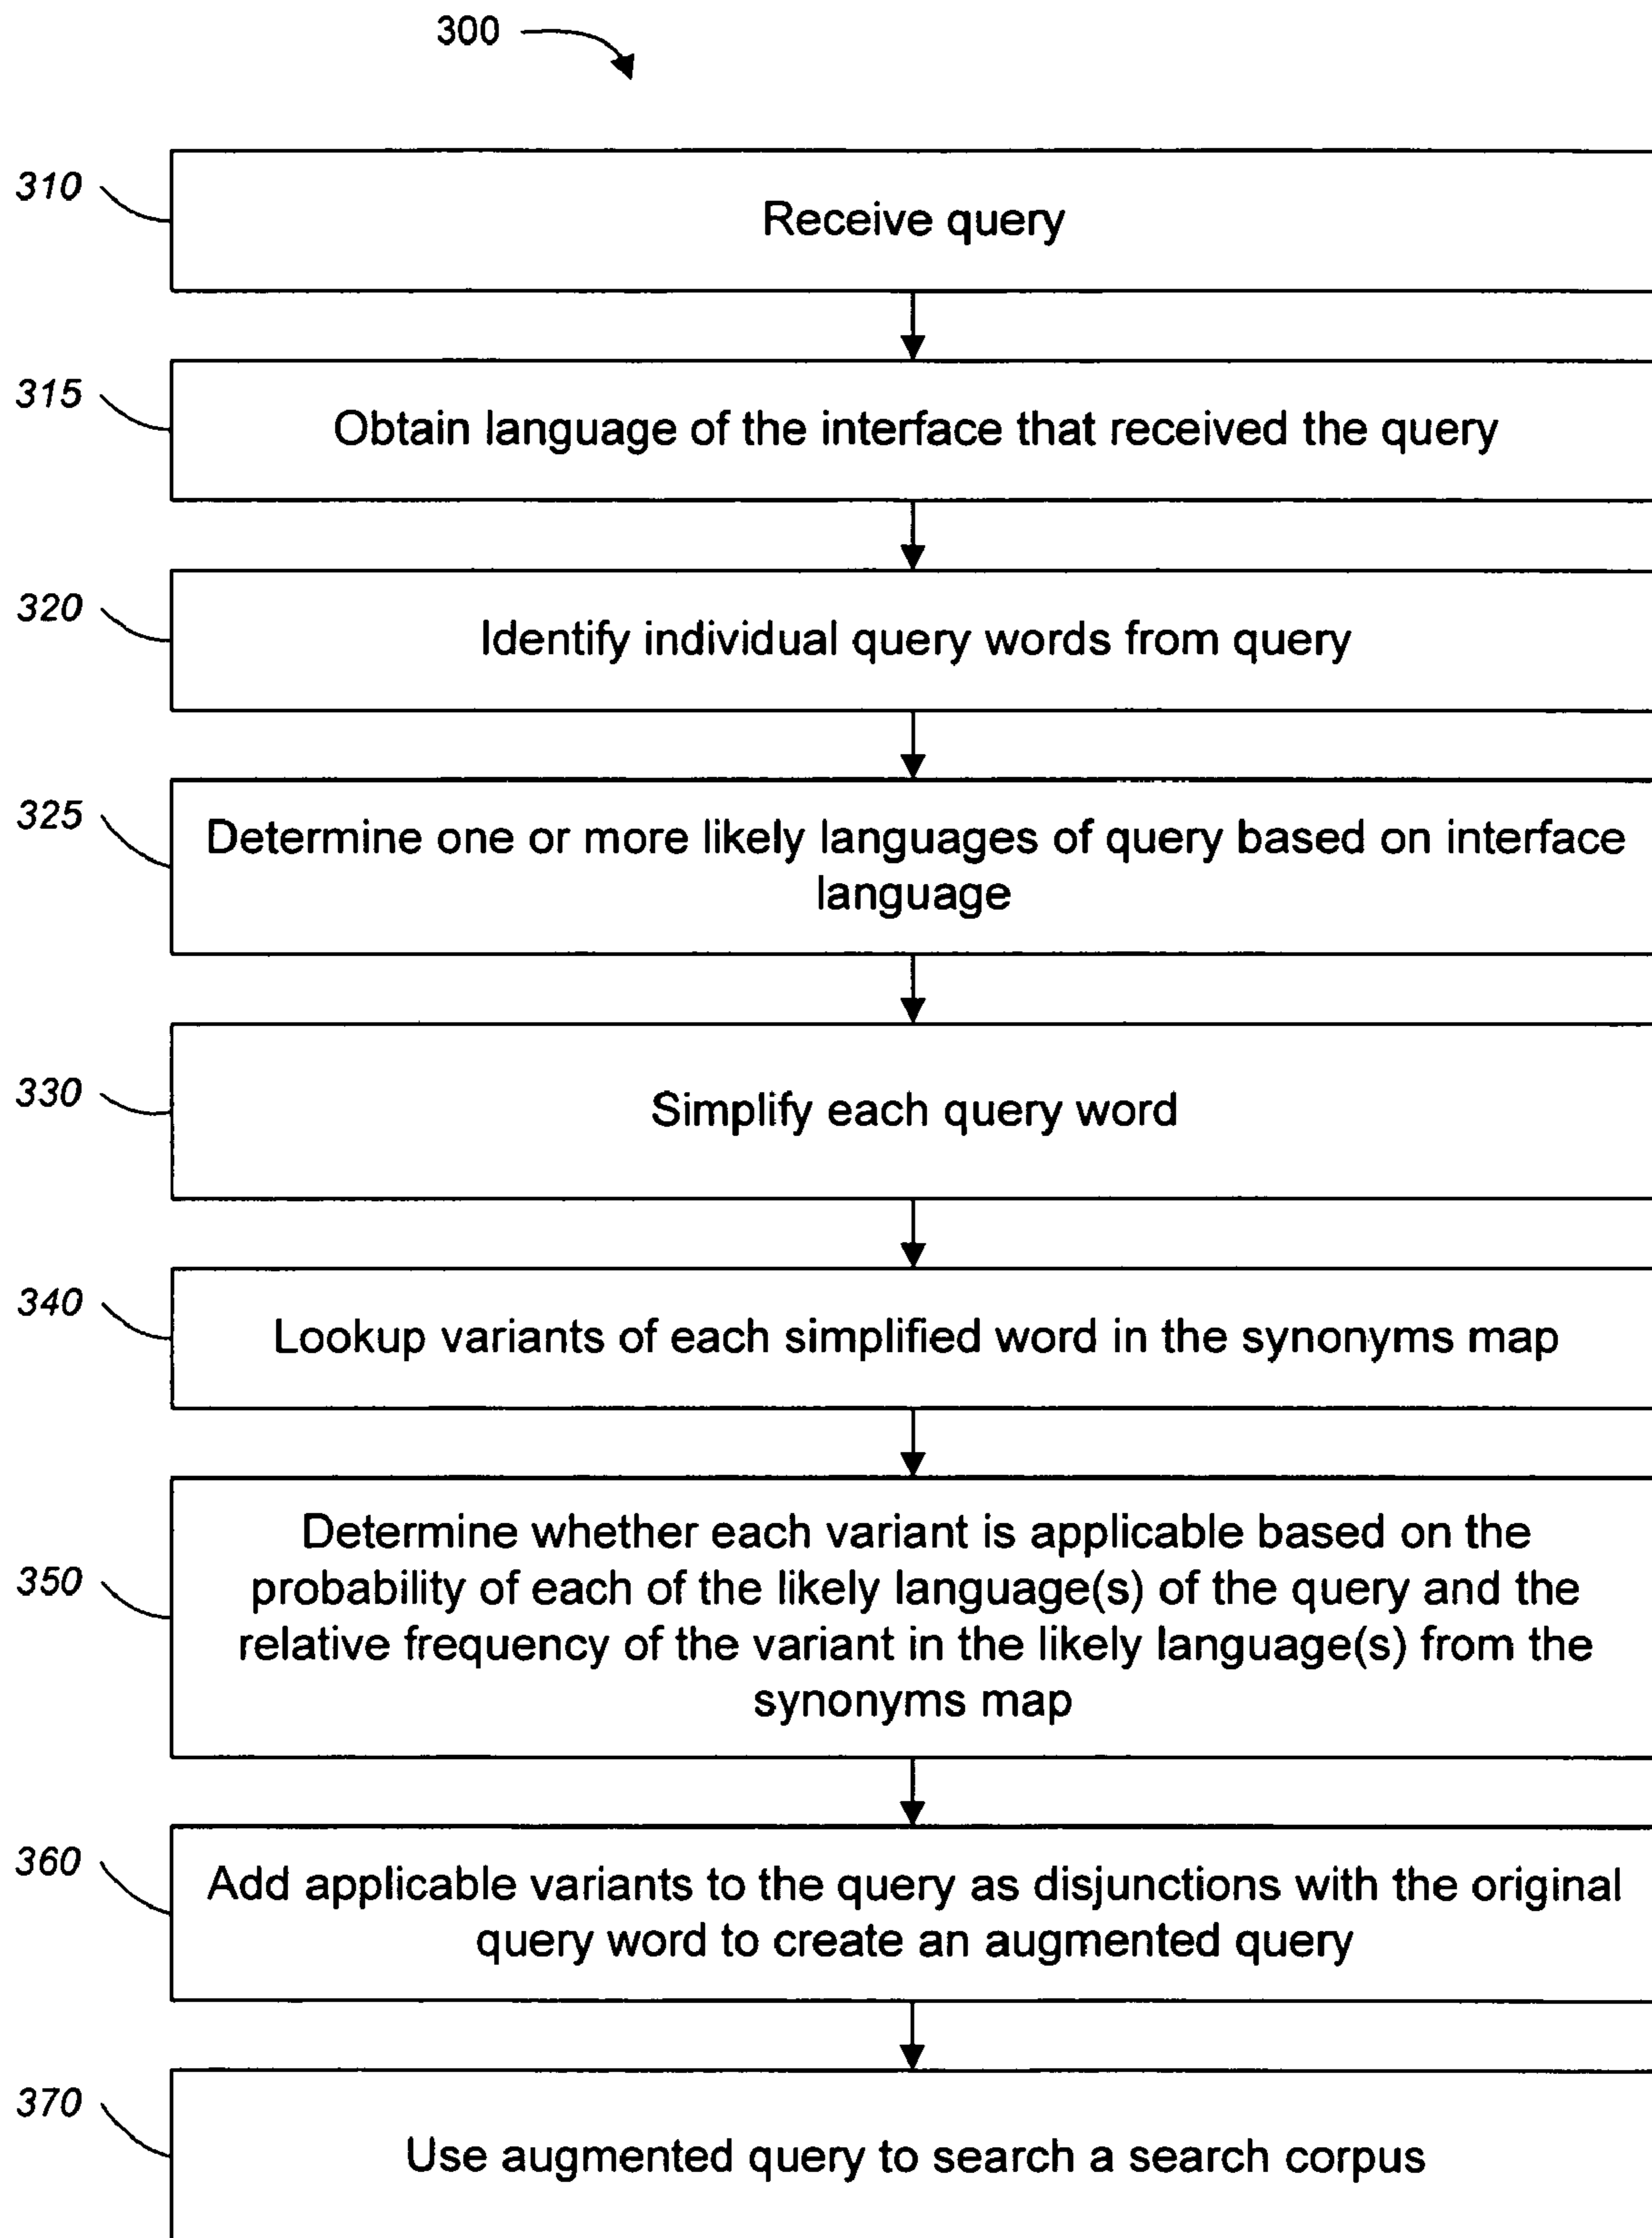 300
310
Receive query
315
Obtain language of the interface that received the query
320
Identify individual query words from query
325
Determine one or more likely languages of query based on interface
language
330
Simplify each query word
340
Lookup variants of each simplified word in the synonyms map
350
Determine whether each variant is applicable based on the
probability of each of the likely language(s) of the query and the
relative frequency of the variant in the likely language(s) from the
synonyms map
360
Add applicable variants to the query as disjunctions with the original
query word to create an augmented query
370
Use augmented query to search a search corpus